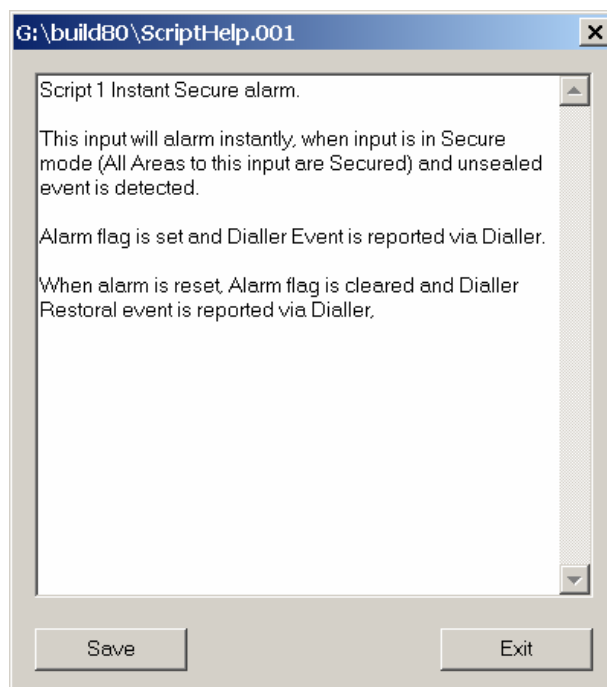 G:\build80\ScriptHelp.001
Script 1 Instant Secure alarm.
This input will alarm instantly, when input is in Secure
mode (All Areas to this input are Secured) and unsealed
event is detected.
Alarm flag is set and Dialler Event is reported via Dialler.
When alarm is reset, Alarm flag is cleared and Dialler
Restoral event is reported via Dialler,
Save
Exit